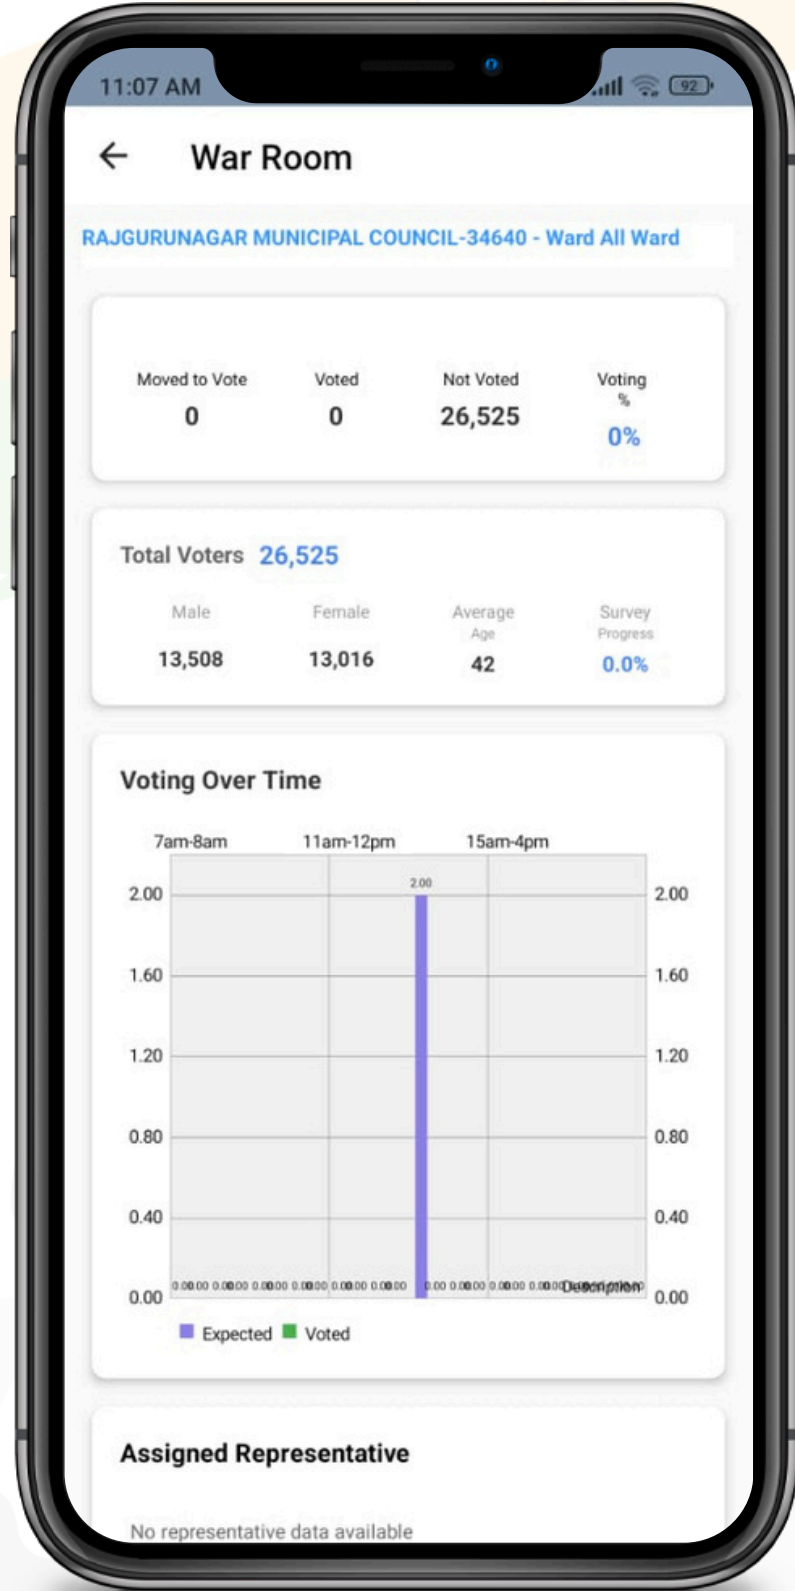 11:07 AM 92
War Room
RAJGURUNAGAR MUNICIPAL COUNCIL-34640 - Ward All Ward
Moved to Vote Voted Not Voted Voting
%
0 0 26,525 0%
Total Voters 26,525
Male Female Average Survey
Age Progress
13,508 13,016 42 0.0%
Voting Over Time
7am-8am 11am-12pm 15am-4pm
2.00
2.00 2.00
1.60 1.60
1.20 1.20
0.80 0.80
0.40 0.40
Description
0.00 0.00
Expected Voted
Assigned Representative
No representative data available